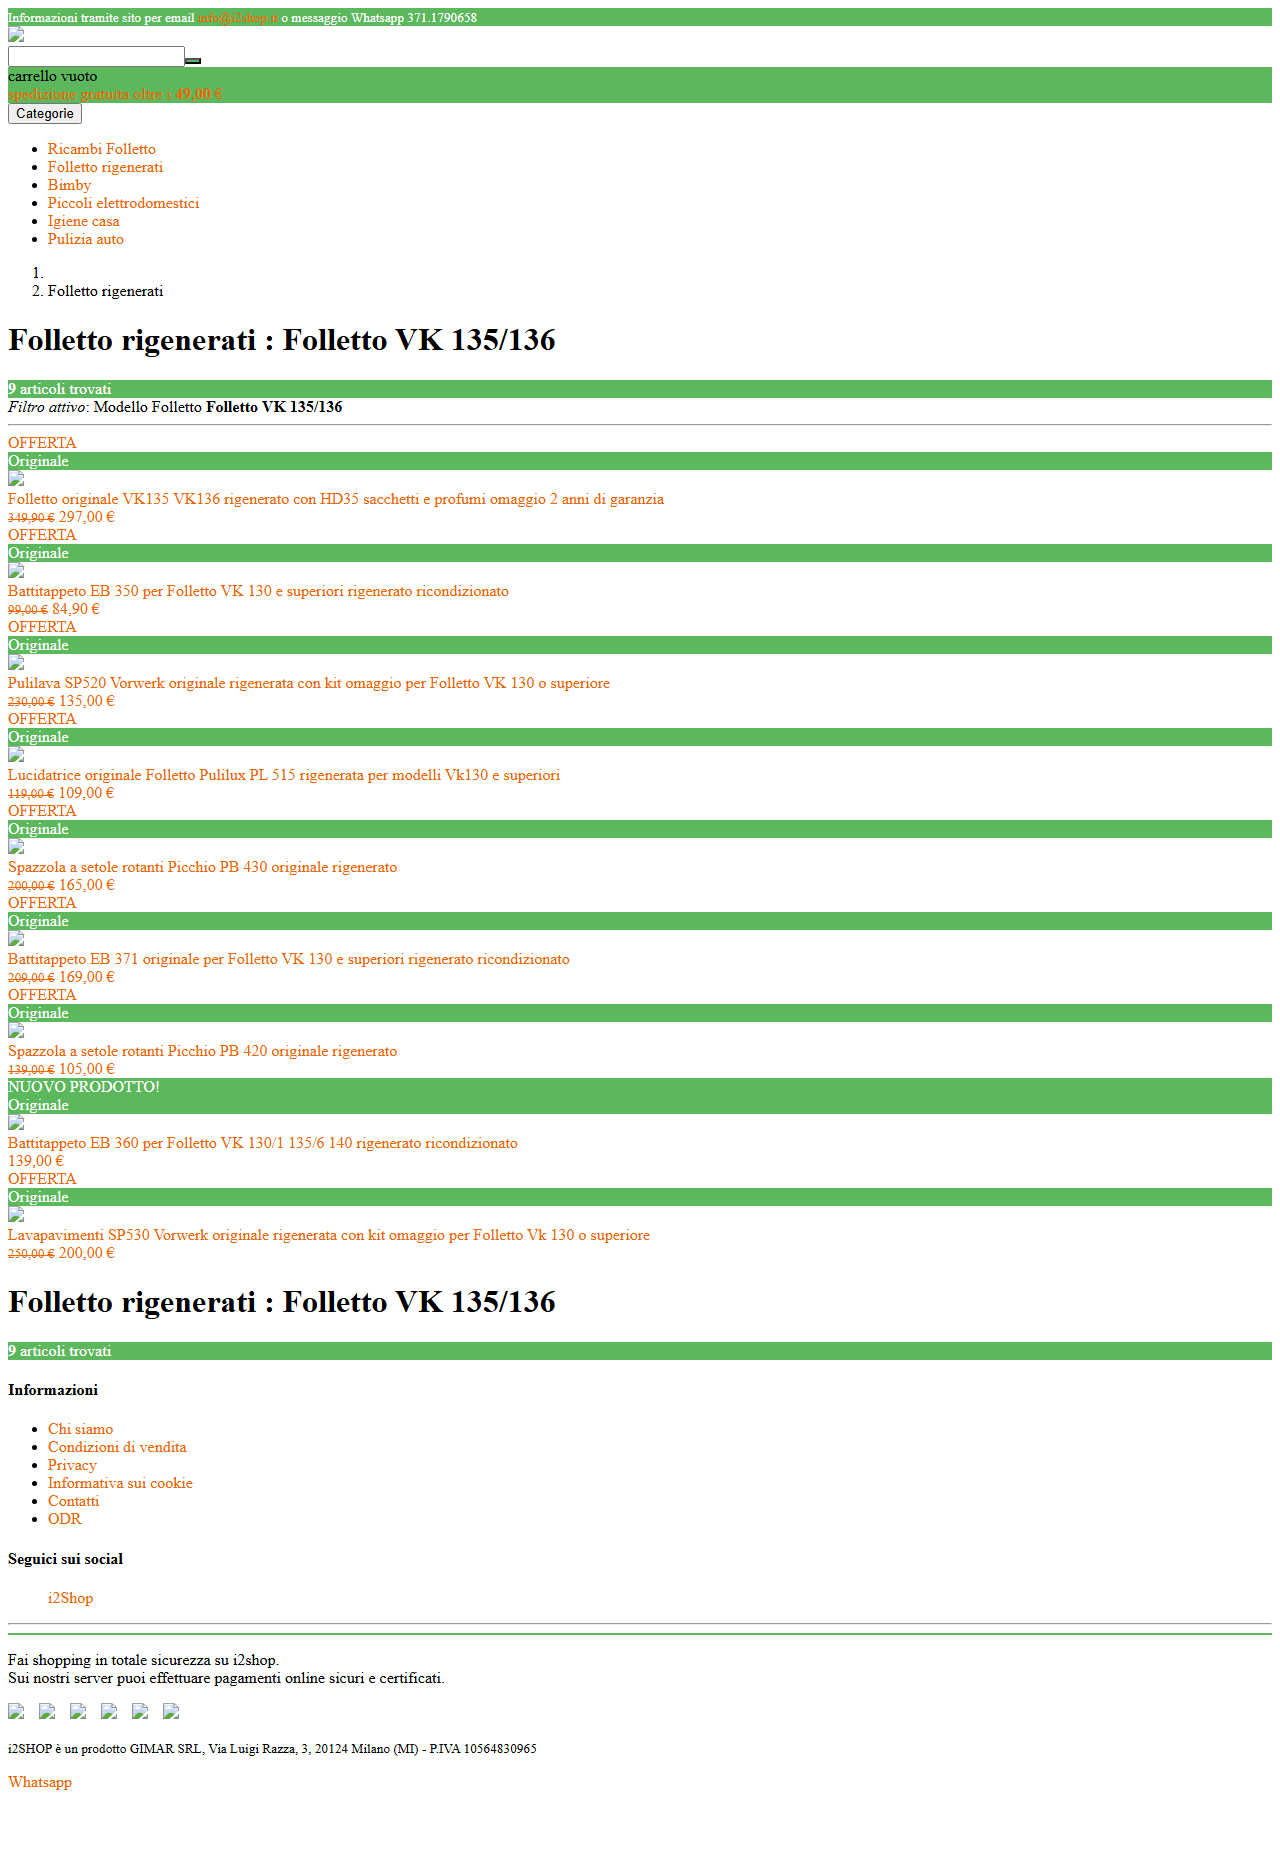 Informazioni tramite sito per email info@i2shop.it o messaggio Whatsapp 371.1790658
carrello vuoto
spedizione gratuita oltre i 49,00 €
Categorie
Ricambi Folletto
Folletto rigenerati
Bimby
Piccoli elettrodomestici
Igiene casa
Pulizia auto
1.
2. Folletto rigenerati
Folletto rigenerati : Folletto VK 135/136
9 articoli trovati
Filtro attivo: Modello Folletto Folletto VK 135/136
OFFERTA
Originale
Folletto originale VK135 VK136 rigenerato con HD35 sacchetti e profumi omaggio 2 anni di garanzia
349,90 € 297,00 €
OFFERTA
Originale
Battitappeto EB 350 per Folletto VK 130 e superiori rigenerato ricondizionato
99,00 € 84,90 €
OFFERTA
Originale
Pulilava SP520 Vorwerk originale rigenerata con kit omaggio per Folletto VK 130 o superiore
230,00 € 135,00 €
OFFERTA
Originale
Lucidatrice originale Folletto Pulilux PL 515 rigenerata per modelli Vk130 e superiori
119,00 € 109,00 €
OFFERTA
Originale
Spazzola a setole rotanti Picchio PB 430 originale rigenerato
200,00 € 165,00 €
OFFERTA
Originale
Battitappeto EB 371 originale per Folletto VK 130 e superiori rigenerato ricondizionato
209,00 € 169,00 €
OFFERTA
Originale
Spazzola a setole rotanti Picchio PB 420 originale rigenerato
139,00 € 105,00 €
NUOVO PRODOTTO!
Originale
Battitappeto EB 360 per Folletto VK 130/1 135/6 140 rigenerato ricondizionato
139,00 €
OFFERTA
Originale
Lavapavimenti SP530 Vorwerk originale rigenerata con kit omaggio per Folletto Vk 130 o superiore
250,00 € 200,00 €
Folletto rigenerati : Folletto VK 135/136
9 articoli trovati
Informazioni
Chi siamo
Condizioni di vendita
Privacy
Informativa sui cookie
Contatti
ODR
Seguici sui social
i2Shop
Fai shopping in totale sicurezza su i2shop.
Sui nostri server puoi effettuare pagamenti online sicuri e certificati.
i2SHOP è un prodotto GIMAR SRL, Via Luigi Razza, 3, 20124 Milano (MI) - P.IVA 10564830965
Whatsapp